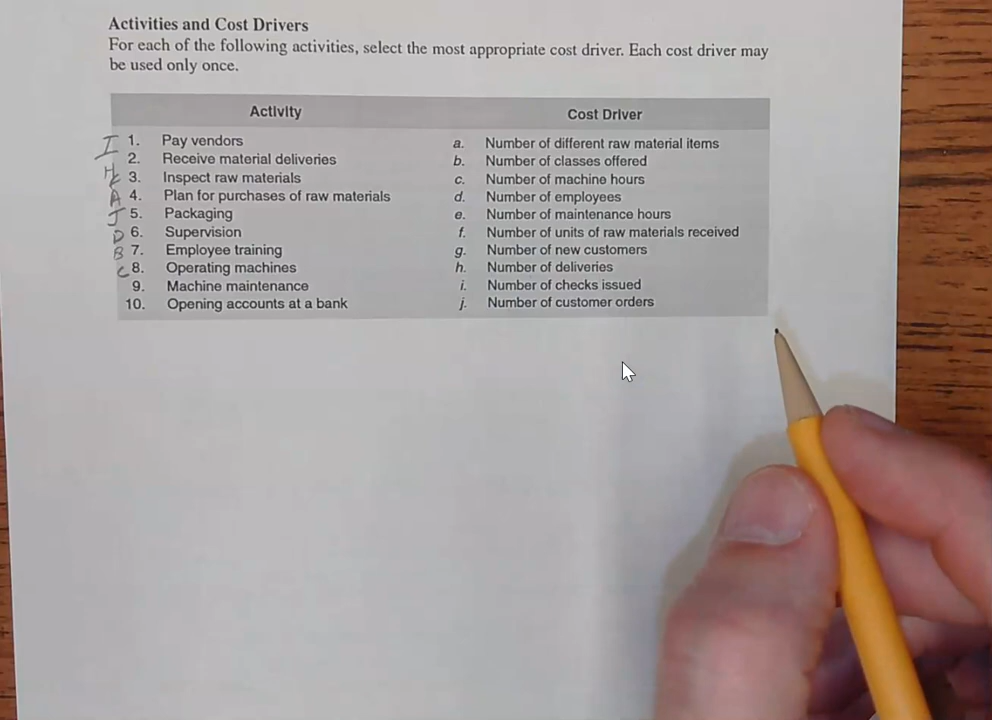 Activities and Cost Drivers
For each of the following activities, select the most appropriate cost driver. Each cost driver may
be used only once.
Activity Cost Driver
I 1. Pay vendors a. Number of different raw material items
H 2. Receive material deliveries b. Number of classes offered
3. Inspect raw materials c. Number of machine hours
A 4. Plan for purchases of raw materials d. Number of employees
J 5. Packaging e. Number of maintenance hours
D 6. Supervision f. Number of units of raw materials received
B 7. Employee training g. Number of new customers
C 8. Operating machines h. Number of deliveries
9. Machine maintenance i. Number of checks issued
10. Opening accounts at a bank j. Number of customer orders